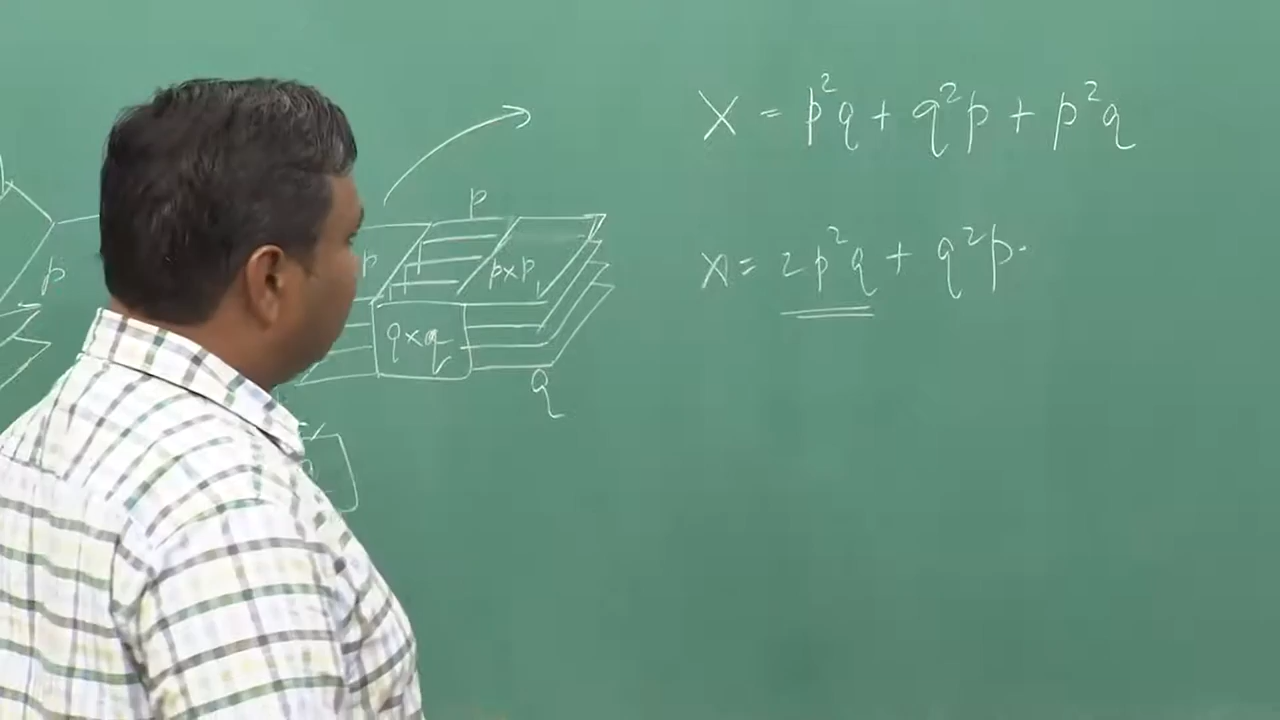 X = p²q + q²p + p²q
x = 2p²q + q²p.
p
p
p
p×p
q×q
q